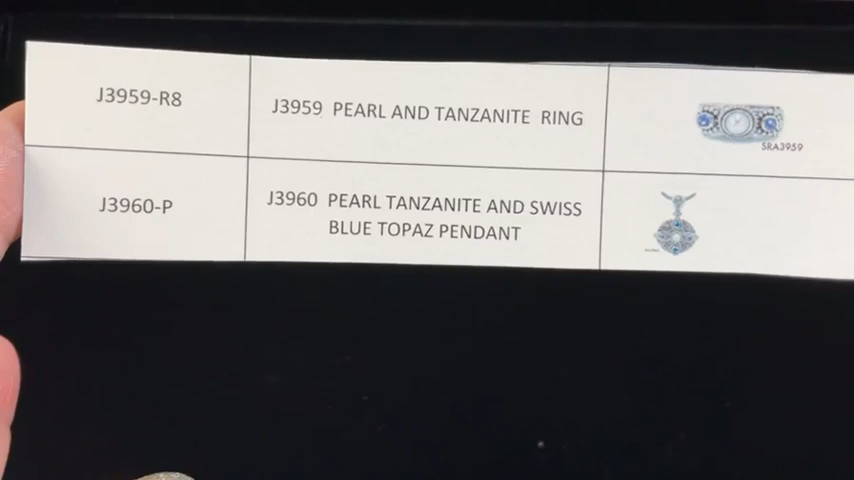 J3959-R8
J3959 PEARL AND TANZANITE RING
SRA3959
J3960-P
J3960 PEARL TANZANITE AND SWISS
BLUE TOPAZ PENDANT